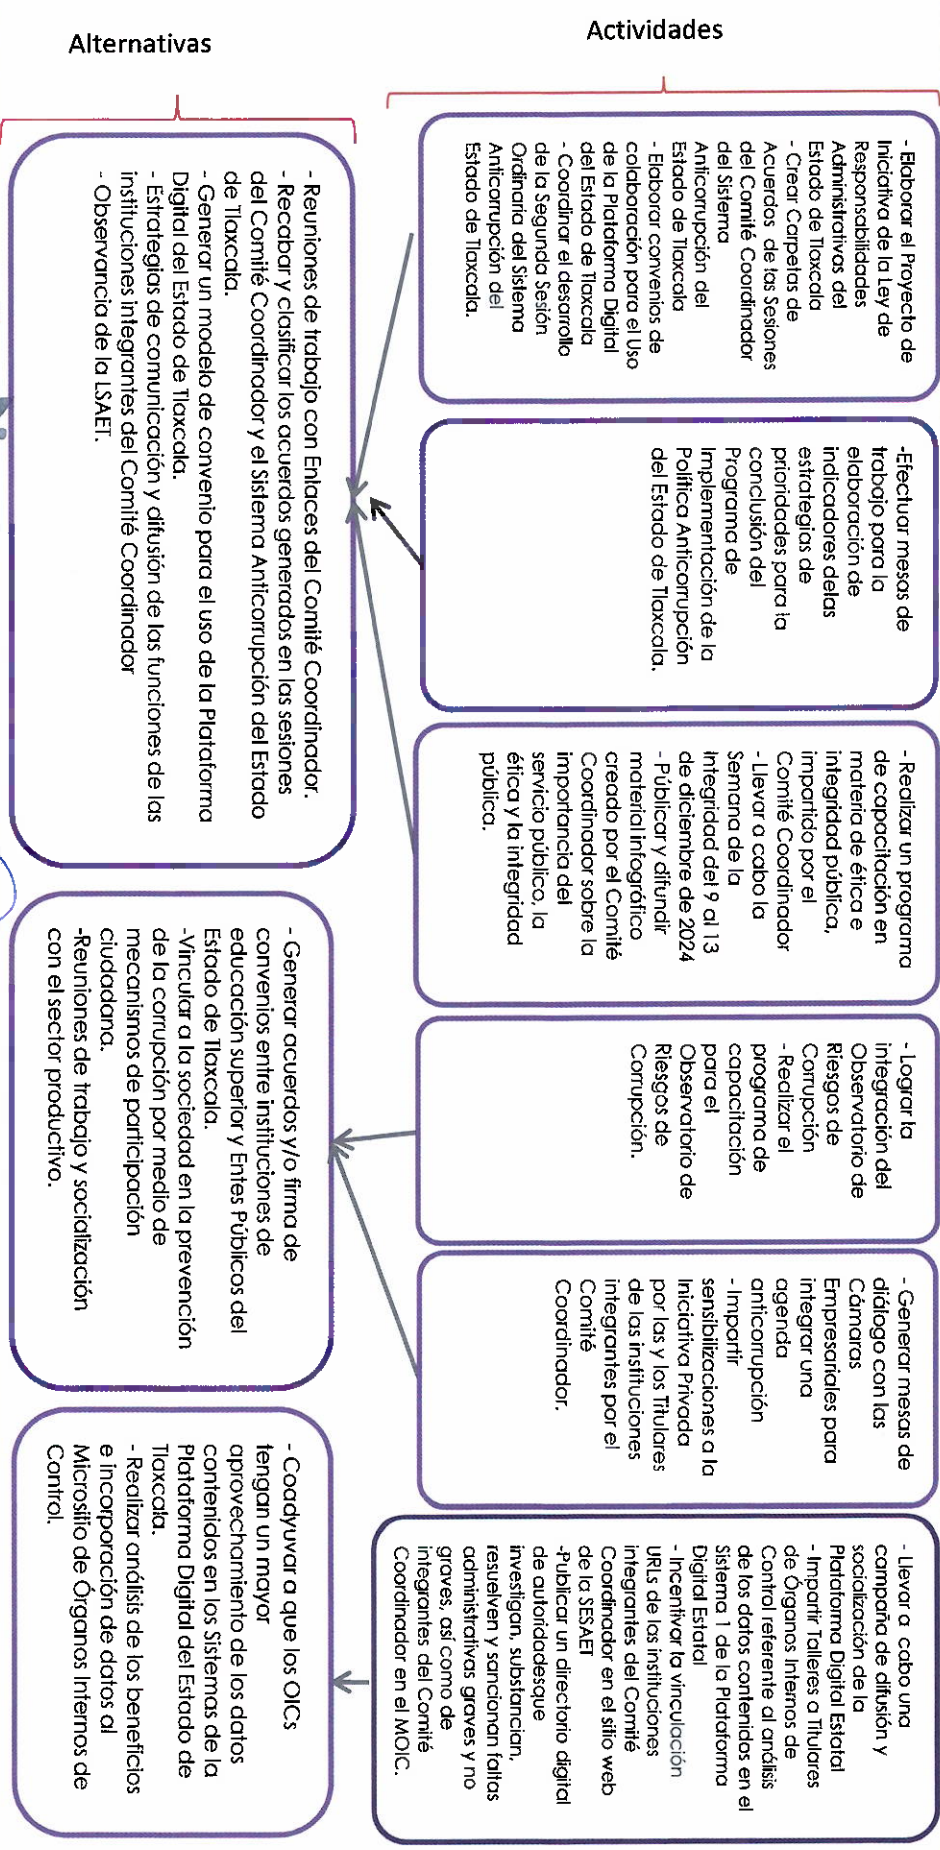 Actividades
- Elaborar el Proyecto de
Iniciativa de la Ley de
Responsabilidades
Administrativas del
Estado de Tlaxcala
- Crear Carpetas de
Acuerdos de las Sesiones
del Comité Coordinador
del Sistema
Anticorrupción del
Estado de Tlaxcala
- Elaborar convenios de
colaboración para el Uso
de la Plataforma Digital
del Estado de Tlaxcala
- Coordinar el desarrollo
de la Segunda Sesión
Ordinaria del Sistema
Anticorrupción del
Estado de Tlaxcala.
-Efectuar mesas de
trabajo para la
elaboración de
indicadores delas
estrategias de
prioridades para la
conclusión del
Programa de
Implementación de la
Política Anticorrupción
del Estado de Tlaxcala.
- Realizar un programa
de capacitación en
materia de ética e
integridad pública,
impartido por el
Comité Coordinador
- Llevar a cabo la
Semana de la
Integridad del 9 al 13
de diciembre de 2024
-Públicar y difundir
material infográfico
creado por el Comité
Coordinador sobre la
importancia del
servicio público, la
ética y la integridad
pública.
- Lograr la
integración del
Observatorio de
Riesgos de
Corrupción
- Realizar el
programa de
capacitación
para el
Observatorio de
Riesgos de
Corrupción.
- Generar mesas de
diálogo con las
Cámaras
Empresariales para
integrar una
agenda
anticorrupción
- Impartir
sensibilizaciones a la
Iniciativa Privada
por las y los Titulares
de las instituciones
integrantes por el
Comité
Coordinador.
- Llevar a cabo una
campaña de difusión y
socialización de la
Plataforma Digital Estatal
- Impartir Talleres a Titulares
de Órganos Internos de
Control referente al análisis
de los datos contenidos en el
Sistema 1 de la Plataforma
Digital Estatal
- Incentivar la vinculación
URLs de las instituciones
integrantes del Comité
Coordinador en el sitio web
de la SESAET
-Publicar un directorio digital
de autoridadesque
investigan, substancian,
resuelven y sancionan faltas
administrativas graves y no
graves, así como de
integrantes del Comité
Coordinador en el MOIC.
Alternativas
- Reuniones de trabajo con Enlaces del Comité Coordinador.
- Recabar y clasificar los acuerdos generados en las sesiones
del Comité Coordinador y el Sistema Anticorrupción del Estado
de Tlaxcala.
- Generar un modelo de convenio para el uso de la Plataforma
Digital del Estado de Tlaxcala.
- Estrategias de comunicación y difusión de las funciones de las
instituciones integrantes del Comité Coordinador
- Observancia de la LSAET.
- Generar acuerdos y/o firma de
convenios entre instituciones de
educación superior y Entes Públicos del
Estado de Tlaxcala.
-Vincular a la sociedad en la prevención
de la corrupción por medio de
mecanismos de participación
ciudadana.
-Reuniones de trabajo y socialización
con el sector productivo.
- Coadyuvar a que los OICs
tengan un mayor
aprovechamiento de los datos
contenidos en los Sistemas de la
Plataforma Digital del Estado de
Tlaxcala.
- Realizar análisis de los beneficios
e incorporación de datos al
Micrositio de Órganos Internos de
Control.